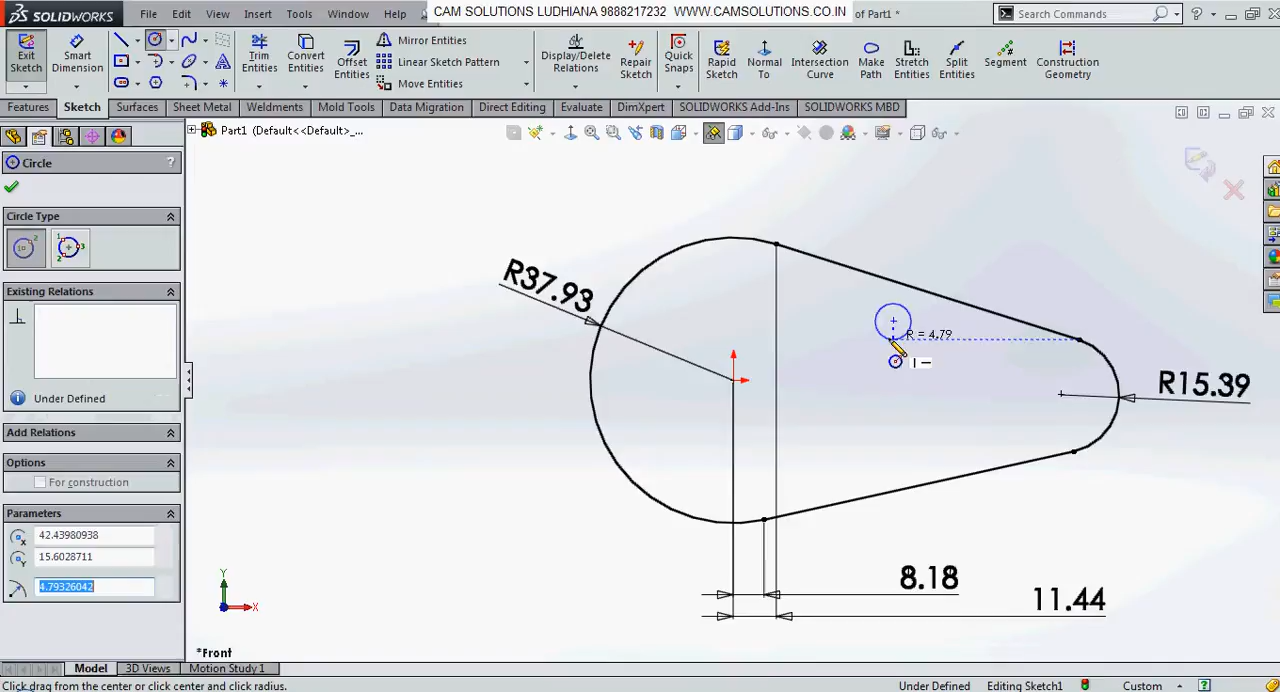 SOLIDWORKS
File Edit View Insert Tools Window Help
CAM SOLUTIONS LUDHIANA 9888217232 WWW.CAMSOLUTIONS.CO.IN
of Part1 *
Search Commands
Exit Sketch
Smart Dimension
Trim Entities
Convert Entities
Offset Entities
Mirror Entities
Linear Sketch Pattern
Move Entities
Display/Delete Relations
Repair Sketch
Quick Snaps
Rapid Sketch
Normal To
Intersection Curve
Make Path
Stretch Entities
Split Entities
Segment
Construction Geometry
Features Sketch Surfaces Sheet Metal Weldments Mold Tools Data Migration Direct Editing Evaluate DimXpert SOLIDWORKS Add-Ins SOLIDWORKS MBD
Part1 (Default<Default>_...
Circle
?
Circle Type
Existing Relations
Under Defined
Add Relations
Options
For construction
Parameters
42.43980938
15.6028711
4.79326042
R37.93
R = 4.79
R15.39
8.18
11.44
Y
X
*Front
Model 3D Views Motion Study 1
Click drag from the center or click center and click radius.
Under Defined Editing Sketch1 Custom